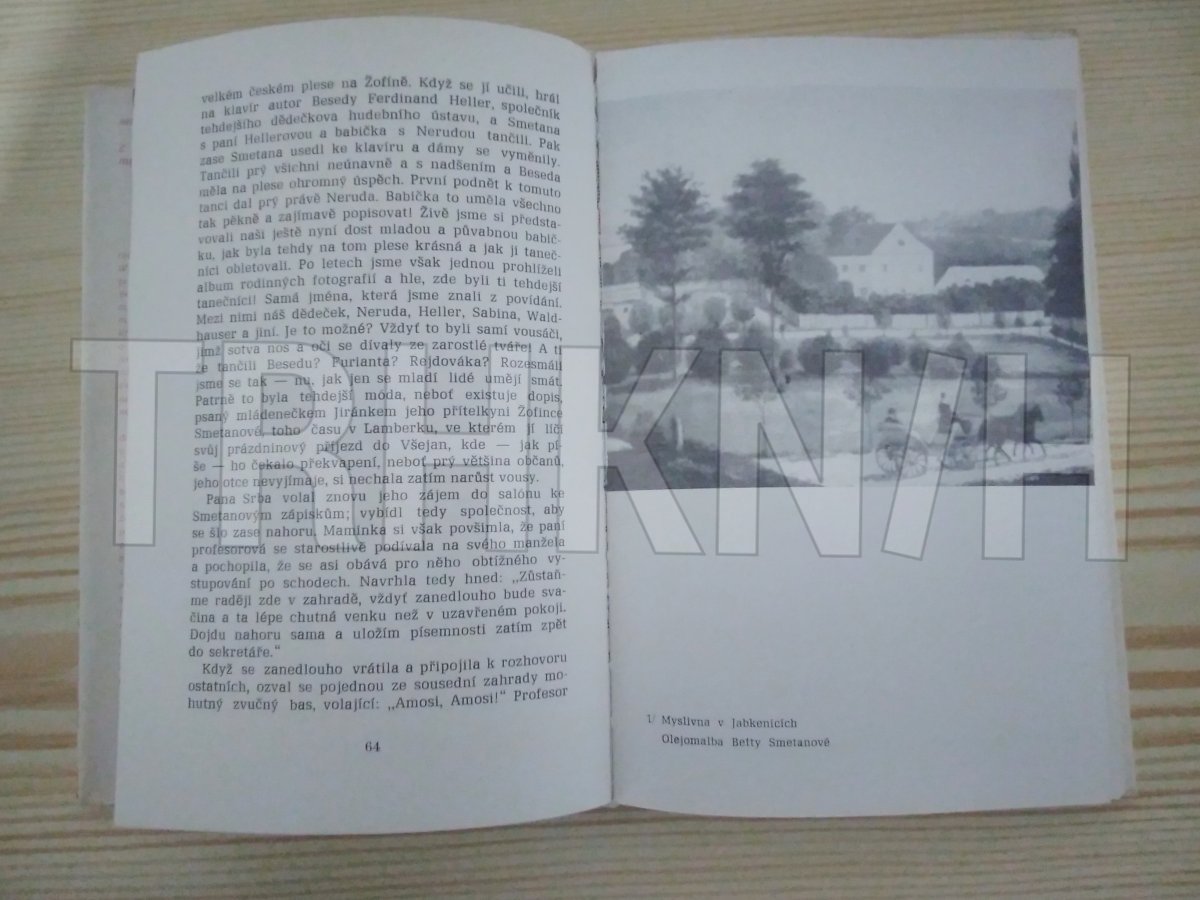 velkém českém plese na Žofíně. Když se jí učili, hrál
na klavír autor Besedy Ferdinand Heller, společník
tehdejšího dědečkova hudebního ústavu, a Smetana
s paní Hellerovou a babička s Nerudou tančili. Pak
zase Smetana usedl ke klavíru a dámy se vyměnily.
Tančili prý všichni neúnavně a s nadšením a Beseda
měla na plese ohromný úspěch. První podnět k tomuto
tanci dal prý právě Neruda. Babička to uměla všechno
tak pěkně a zajímavě popisovat! Živě jsme si předsta-
vovali naši ještě nyní dost mladou a půvabnou babič-
ku, jak byla tehdy na tom plese krásná a jak jí taneč-
níci obletovali. Po letech jsme však jednou prohlíželi
album rodinných fotografií a hle, zde byli ti tehdejší
tanečníci! Samá jména, která jsme znali z povídání.
Mezi nimi náš dědeček, Neruda, Heller, Sabina, Wald-
hauser a jiní. Je to možné? Vždyť to byli samí vousáči,
jimž sotva nos a oči se dívaly ze zarostlé tváře! A ti
že tančili Besedu? Furianta? Rejdováka? Rozesmáli
jsme se tak — nu, jak jen se mladí lidé umějí smát.
Patrně to byla tehdejší móda, neboť existuje dopis,
psaný mládenečkem Jiránkem jeho přítelkyni Žofince
Smetanové, toho času v Lamberku, ve kterém jí líčí
svůj prázdninový příjezd do Všejan, kde — jak pí-
še — ho čekalo překvapení, neboť prý většina občanů,
jeho otce nevyjímaje, si nechala zatím narůst vousy.
Pana Srba volal znovu jeho zájem do salónu ke
Smetanovým zápiskům; vybídl tedy společnost, aby
se šlo zase nahoru. Maminka si však povšimla, že paní
profesorová se starostlivě podívala na svého manžela
a pochopila, že se asi obává pro něho obtížného vy-
stupování po schodech. Navrhla tedy hned: „Zůstaň-
me raději zde v zahradě, vždyť zanedlouho bude sva-
čina a ta lépe chutná venku než v uzavřeném pokoji.
Dojdu nahoru sama a uložím písemnosti zatím zpět
do sekretáře.“
Když se zanedlouho vrátila a připojila k rozhovoru
ostatních, ozval se pojednou ze sousední zahrady mo-
hutný zvučný bas, volající: „Amosi, Amosi!“ Profesor
64
1/ Myslivna v Jabkenicích
Olejomalba Betty Smetanové
TRHKNIH